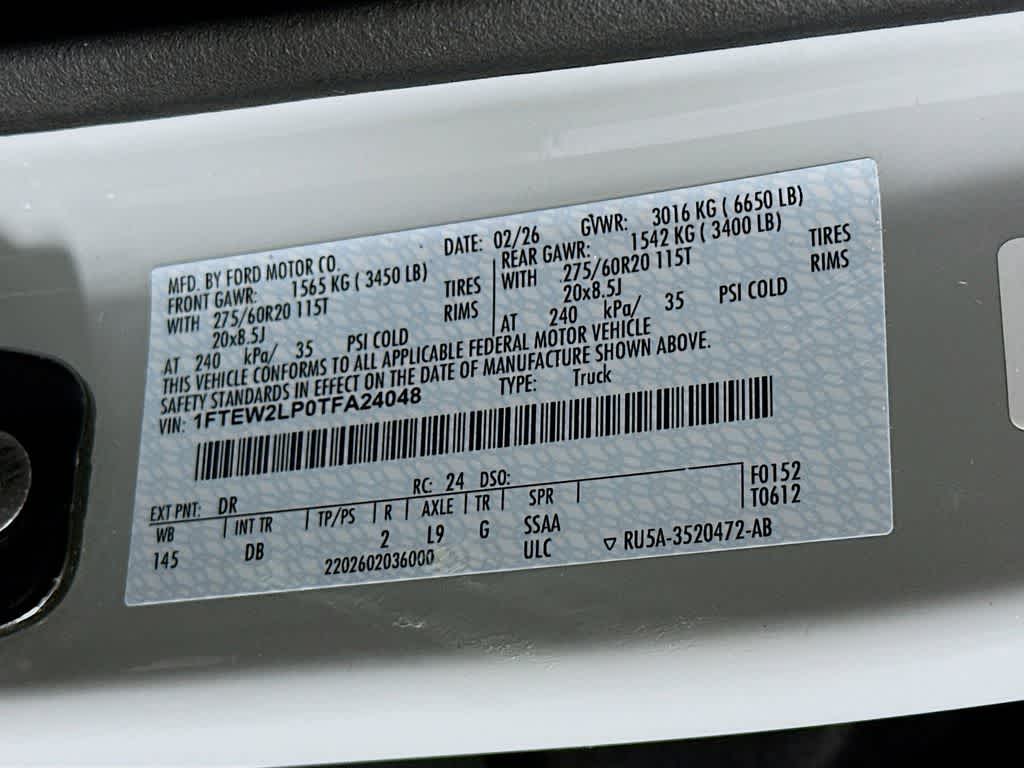 MFD. BY FORD MOTOR CO. DATE: 02/26 GVWR: 3016 KG ( 6650 LB)
FRONT GAWR: 1565 KG ( 3450 LB) REAR GAWR: 1542 KG ( 3400 LB)
WITH 275/60R20 115T TIRES WITH 275/60R20 115T TIRES
20x8.5J RIMS 20x8.5J RIMS
AT 240 kPa/ 35 PSI COLD AT 240 kPa/ 35 PSI COLD
THIS VEHICLE CONFORMS TO ALL APPLICABLE FEDERAL MOTOR VEHICLE
SAFETY STANDARDS IN EFFECT ON THE DATE OF MANUFACTURE SHOWN ABOVE.
VIN: 1FTEW2LP0TFA24048 TYPE: Truck
EXT PNT: DR RC: 24 DSO: F0152
WB INT TR TP/PS R AXLE TR SPR T0612
145 DB 2 L9 G SSAA
2202602036000 ULC ▽ RU5A-3520472-AB